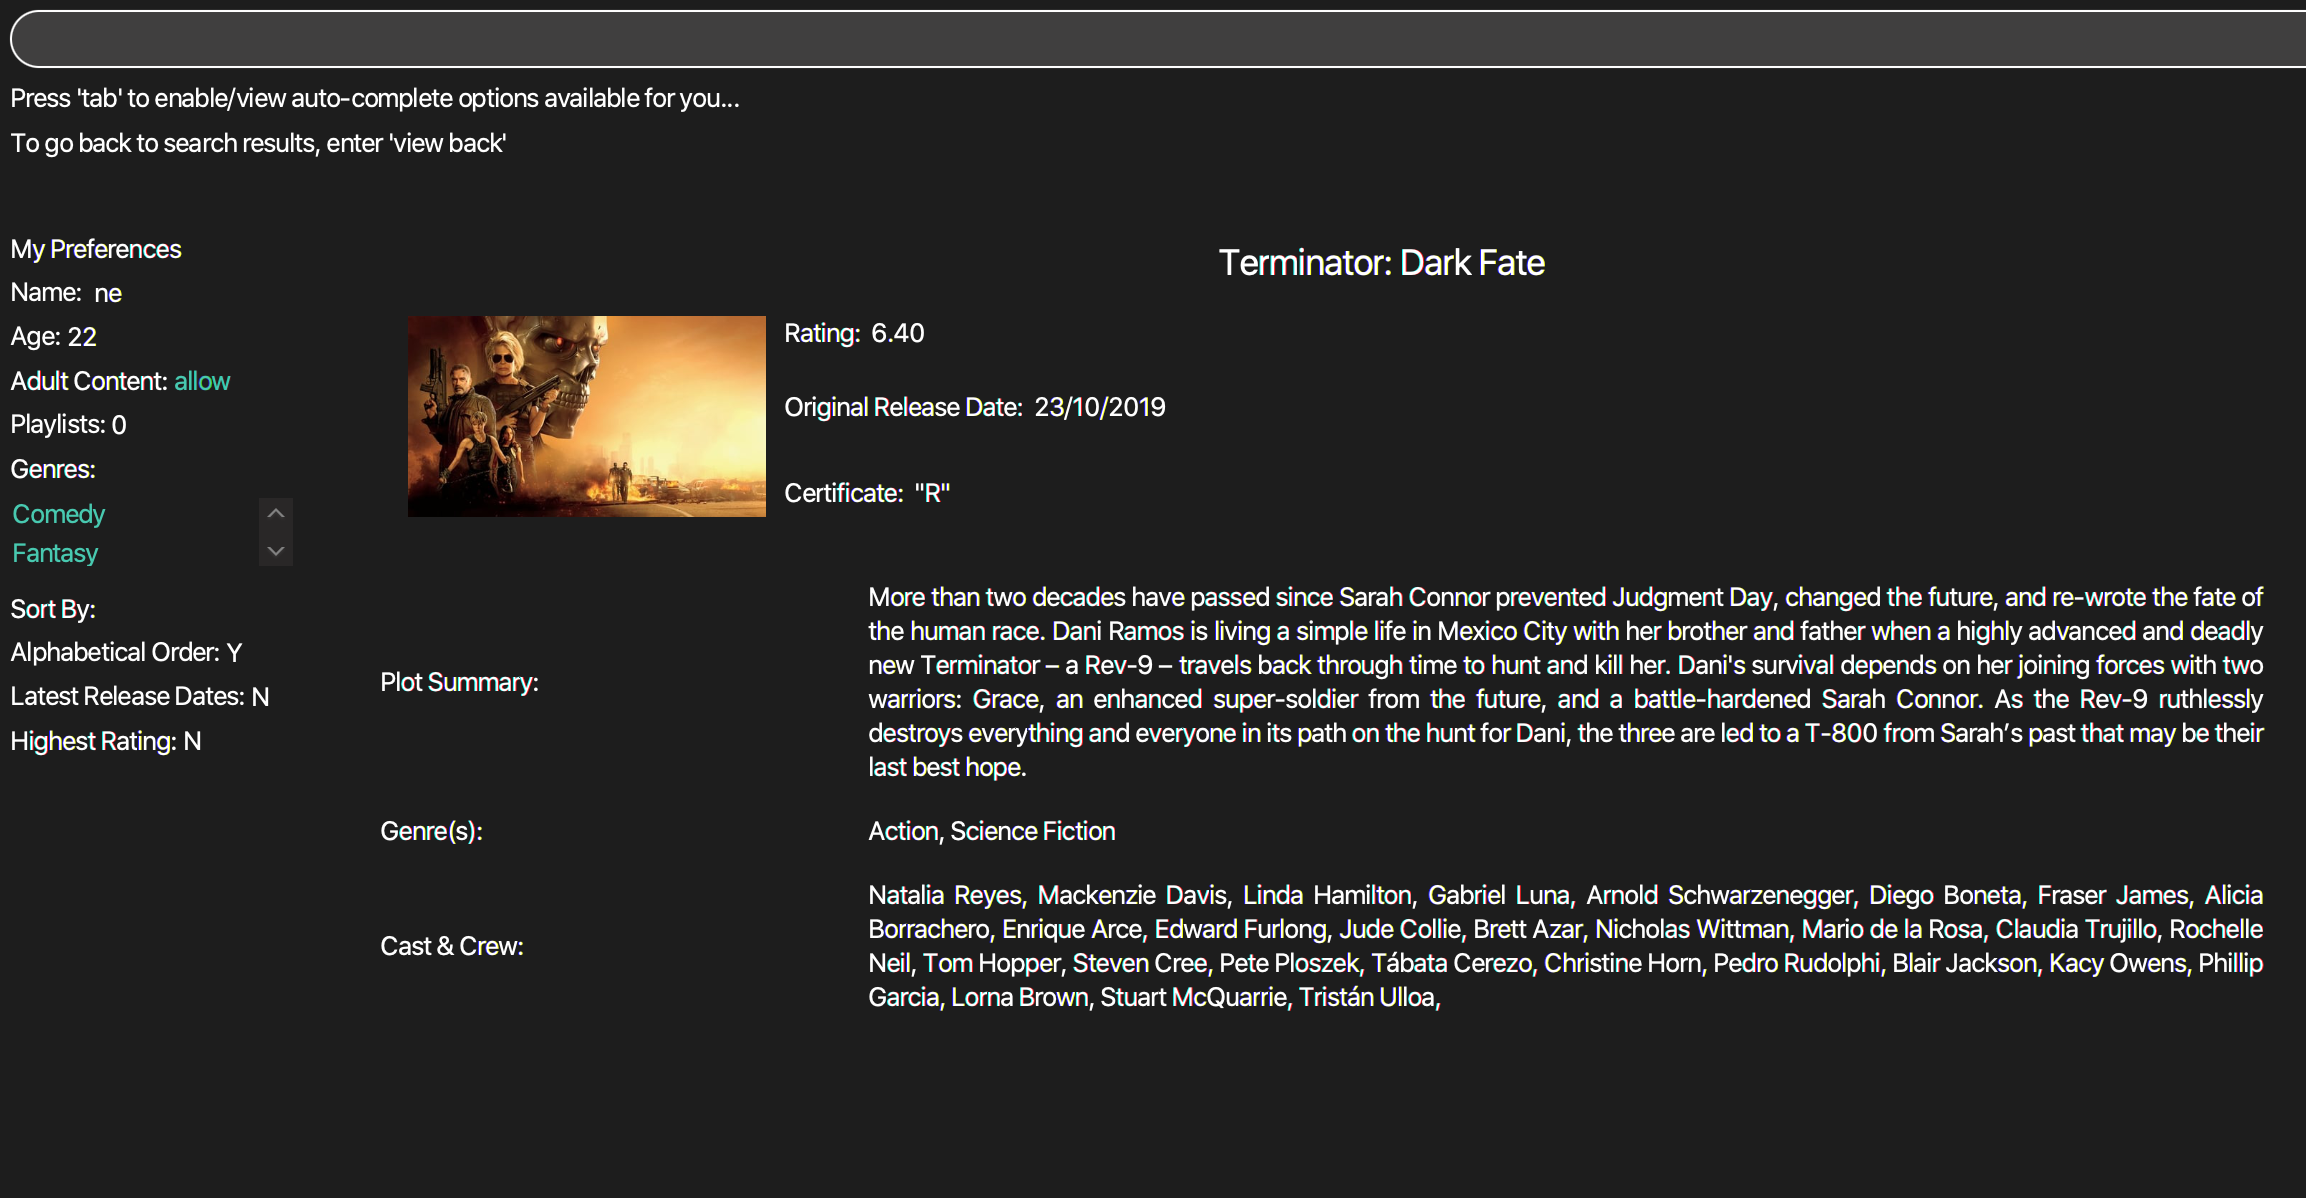 Press 'tab' to enable/view auto-complete options available for you...
To go back to search results, enter 'view back'
My Preferences
Name: ne
Age: 22
Adult Content: allow
Playlists: 0
Genres:
Comedy
Fantasy
Sort By:
Alphabetical Order: Y
Latest Release Dates: N
Highest Rating: N
Terminator: Dark Fate
Rating: 6.40
Original Release Date: 23/10/2019
Certificate: "R"
Plot Summary:
More than two decades have passed since Sarah Connor prevented Judgment Day, changed the future, and re-wrote the fate of
the human race. Dani Ramos is living a simple life in Mexico City with her brother and father when a highly advanced and deadly
new Terminator – a Rev-9 – travels back through time to hunt and kill her. Dani's survival depends on her joining forces with two
warriors: Grace, an enhanced super-soldier from the future, and a battle-hardened Sarah Connor. As the Rev-9 ruthlessly
destroys everything and everyone in its path on the hunt for Dani, the three are led to a T-800 from Sarah’s past that may be their
last best hope.
Genre(s):
Action, Science Fiction
Cast & Crew:
Natalia Reyes, Mackenzie Davis, Linda Hamilton, Gabriel Luna, Arnold Schwarzenegger, Diego Boneta, Fraser James, Alicia
Borrachero, Enrique Arce, Edward Furlong, Jude Collie, Brett Azar, Nicholas Wittman, Mario de la Rosa, Claudia Trujillo, Rochelle
Neil, Tom Hopper, Steven Cree, Pete Ploszek, Tábata Cerezo, Christine Horn, Pedro Rudolphi, Blair Jackson, Kacy Owens, Phillip
Garcia, Lorna Brown, Stuart McQuarrie, Tristán Ulloa,